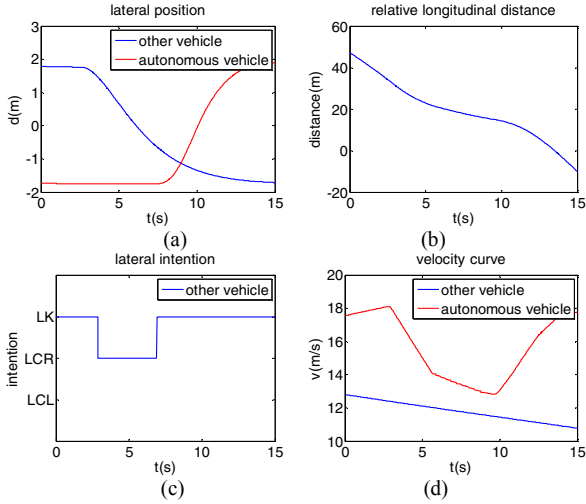 lateral position
3
2
1
0
-1
-2
d(m)
other vehicle
autonomous vehicle
0
5
10
15
t(s)
(a)
relative longitudinal distance
60
40
20
0
-20
distance(m)
0
5
10
15
t(s)
(b)
lateral intention
LK
LCR
LCL
intention
other vehicle
0
5
10
15
t(s)
(c)
velocity curve
20
18
16
14
12
10
v(m/s)
other vehicle
autonomous vehicle
0
5
10
15
t(s)
(d)